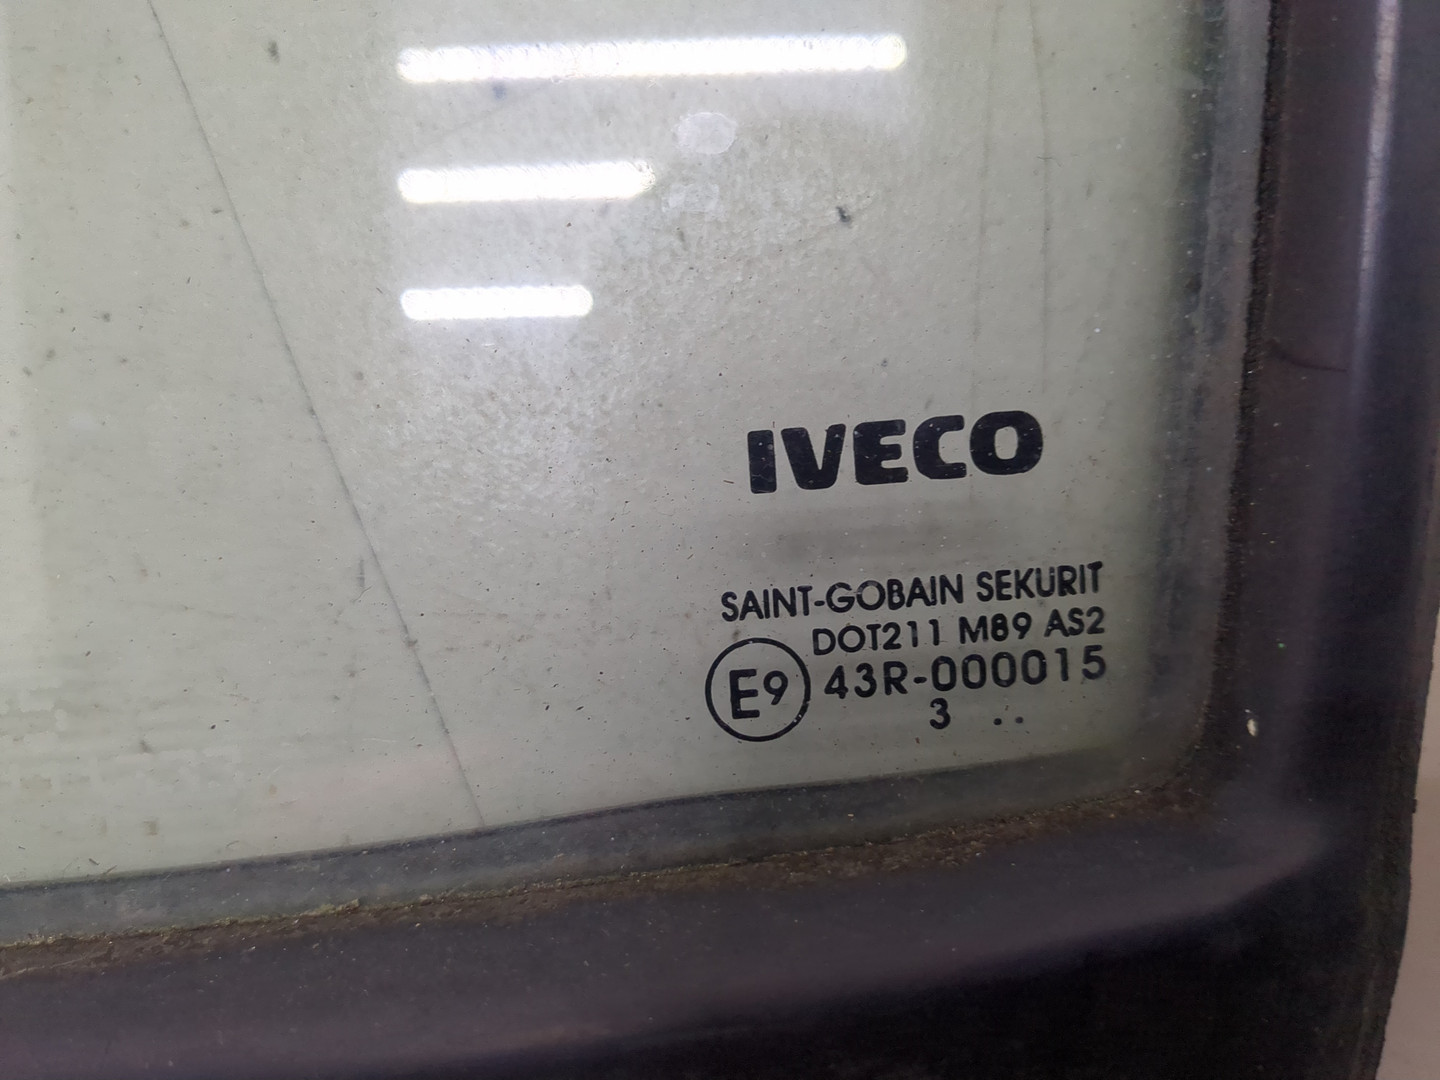 IVECO
SAINT-GOBAIN SEKURIT
DOT211 M89 AS2
E9 43R-000015
3 ..